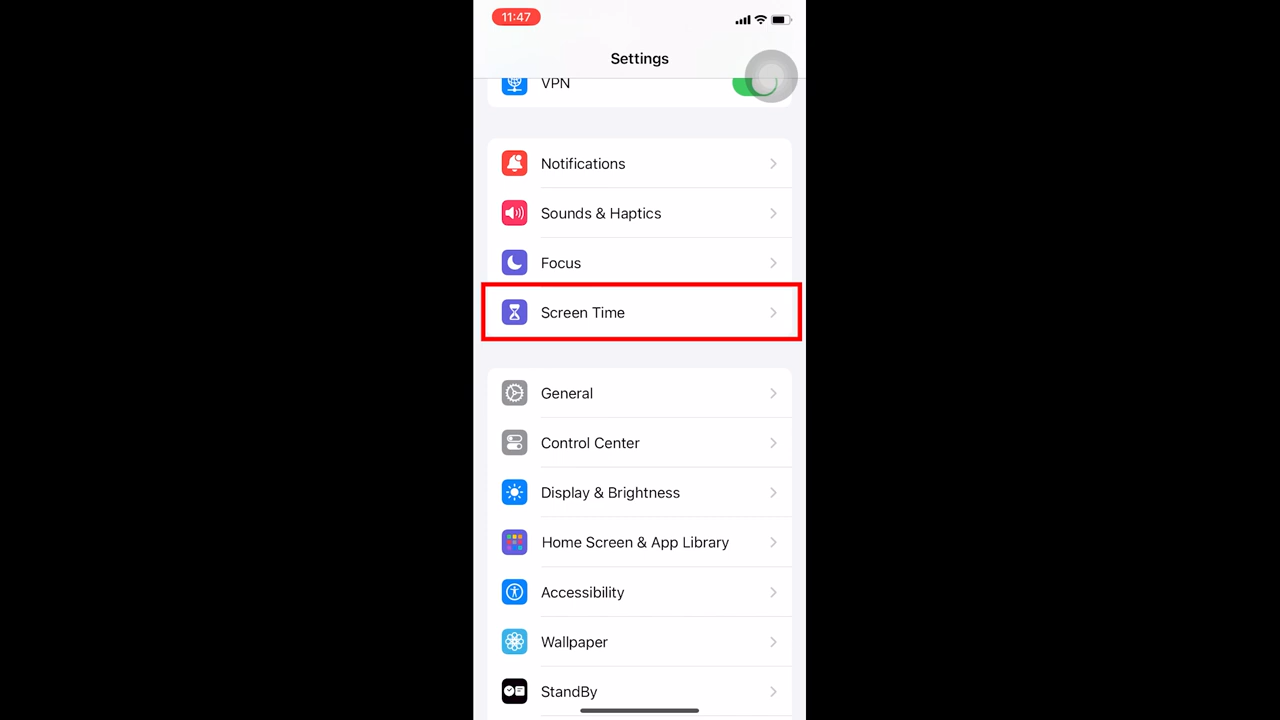 11:47
Settings
VPN
Notifications
Sounds & Haptics
Focus
Screen Time
General
Control Center
Display & Brightness
Home Screen & App Library
Accessibility
Wallpaper
StandBy